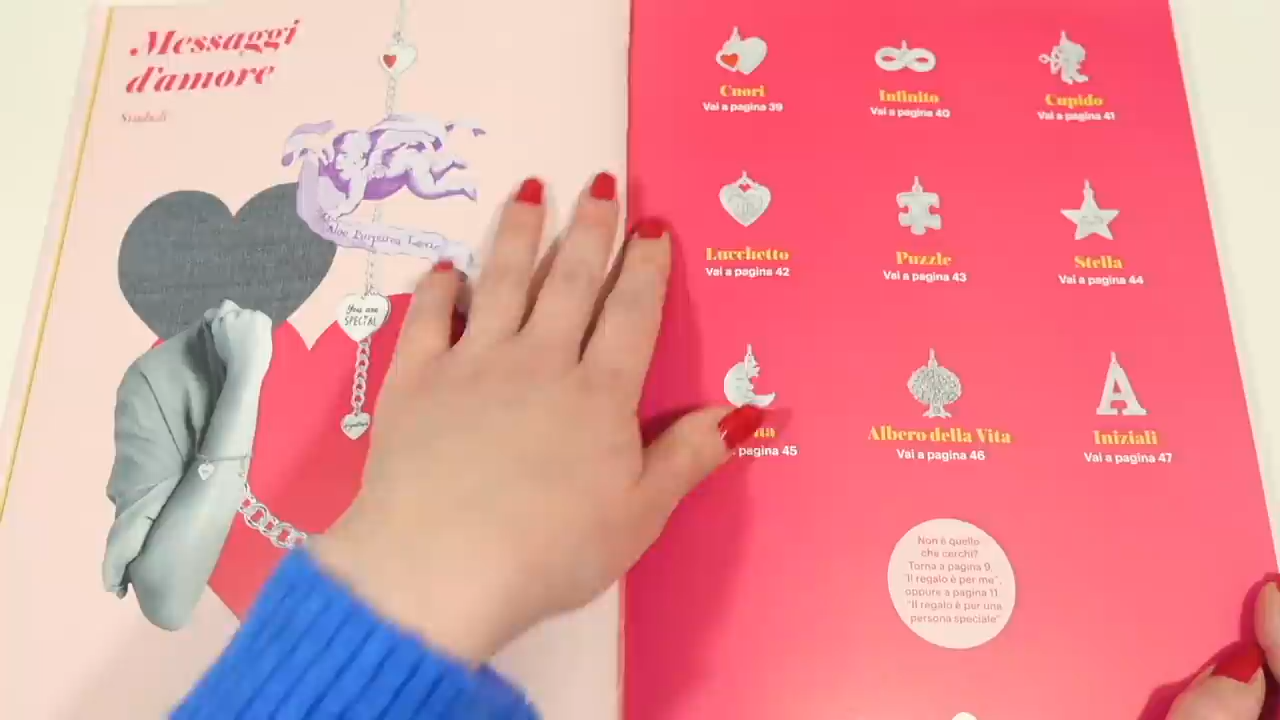 Messaggi
d'amore
Simboli
You are
SPECIAL
together
Cuori
Vai a pagina 39
Infinito
Vai a pagina 40
Cupido
Vai a pagina 41
Lucchetto
Vai a pagina 42
Puzzle
Vai a pagina 43
Stella
Vai a pagina 44
pagina 45
Albero della Vita
Vai a pagina 46
A
Iniziali
Vai a pagina 47
Non è quello
che cerchi?
Torna a pagina 9,
"Il regalo è per me",
oppure a pagina 11
"Il regalo è per una
persona speciale"